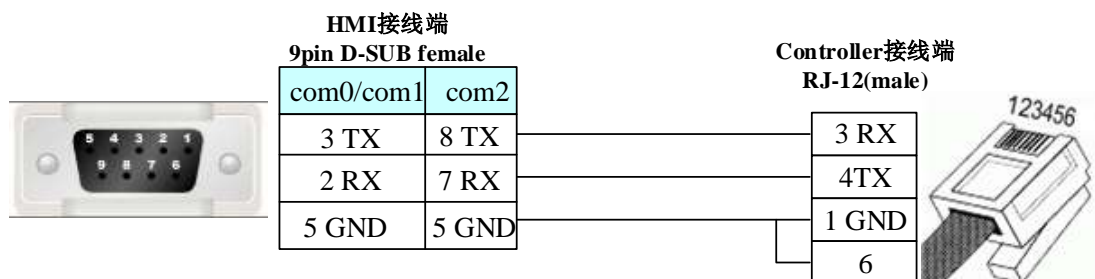 HMI接线端
9pin D-SUB female
com0/com1 com2
3 TX 8 TX
2 RX 7 RX
5 GND 5 GND
5 4 3 2 1
9 8 7 6
Controller接线端
RJ-12(male)
3 RX
4TX
1 GND
6
123456